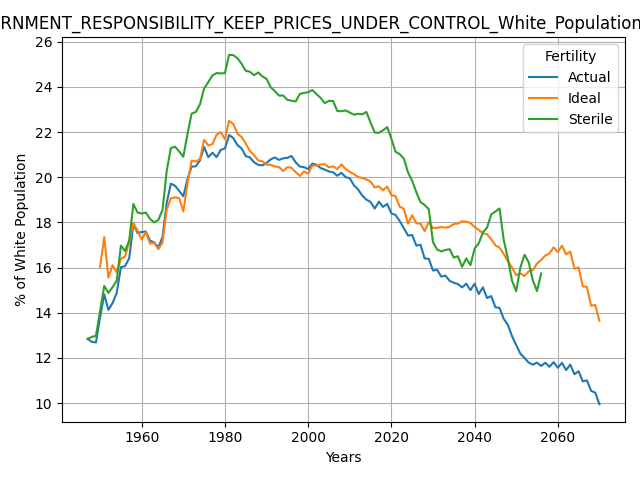 RNMENT_RESPONSIBILITY_KEEP_PRICES_UNDER_CONTROL_White_Population
Fertility
Actual
Ideal
Sterile
% of White Population
26
24
22
20
18
16
14
12
10
1960 1980 2000 2020 2040 2060
Years